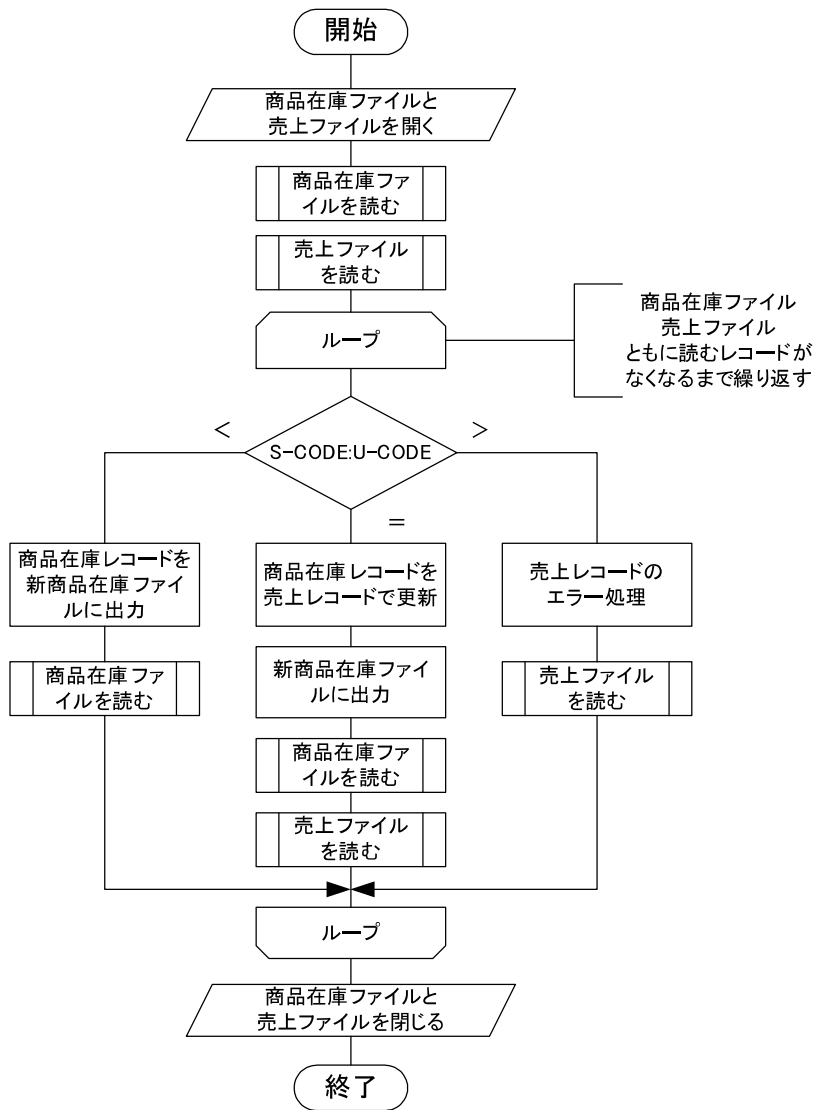 開始
商品在庫ファイルと
売上ファイルを開く
商品在庫ファ
イルを読む
売上ファイル
を読む
ループ
商品在庫ファイル
売上ファイル
ともに読むレコードが
なくなるまで繰り返す
<
S-CODE:U-CODE
>
=
商品在庫レコードを
新商品在庫ファイ
ルに出力
商品在庫ファ
イルを読む
商品在庫レコードを
売上レコードで更新
新商品在庫ファイ
ルに出力
商品在庫ファ
イルを読む
売上ファイル
を読む
売上レコードの
エラー処理
売上ファイル
を読む
ループ
商品在庫ファイルと
売上ファイルを閉じる
終了